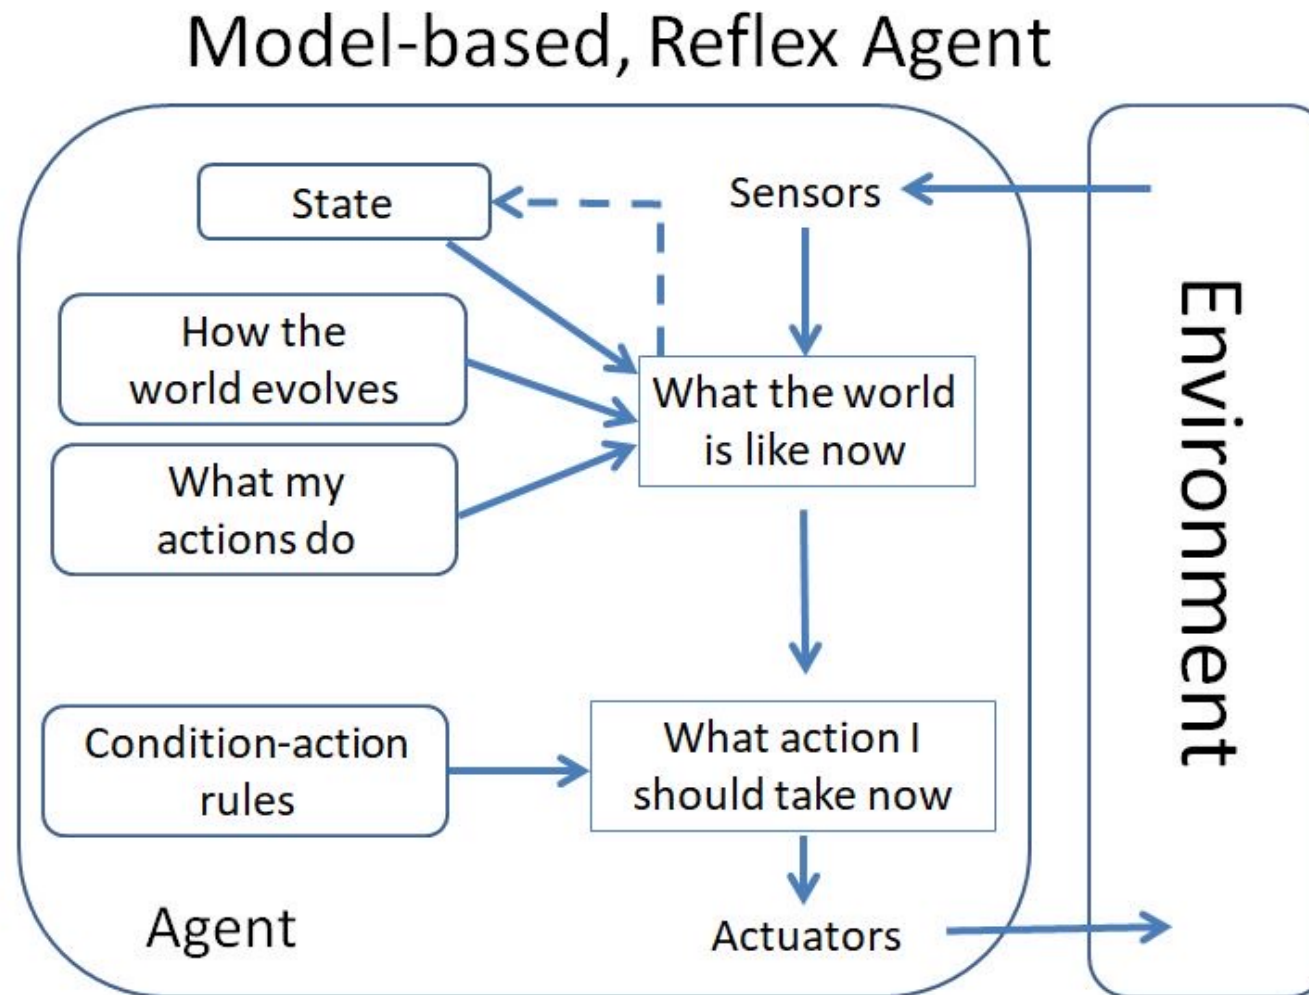 Model-based, Reflex Agent
State
Sensors
How the
world evolves
What the world
is like now
What my
actions do
Condition-action
rules
What action I
should take now
Agent
Actuators
Environment